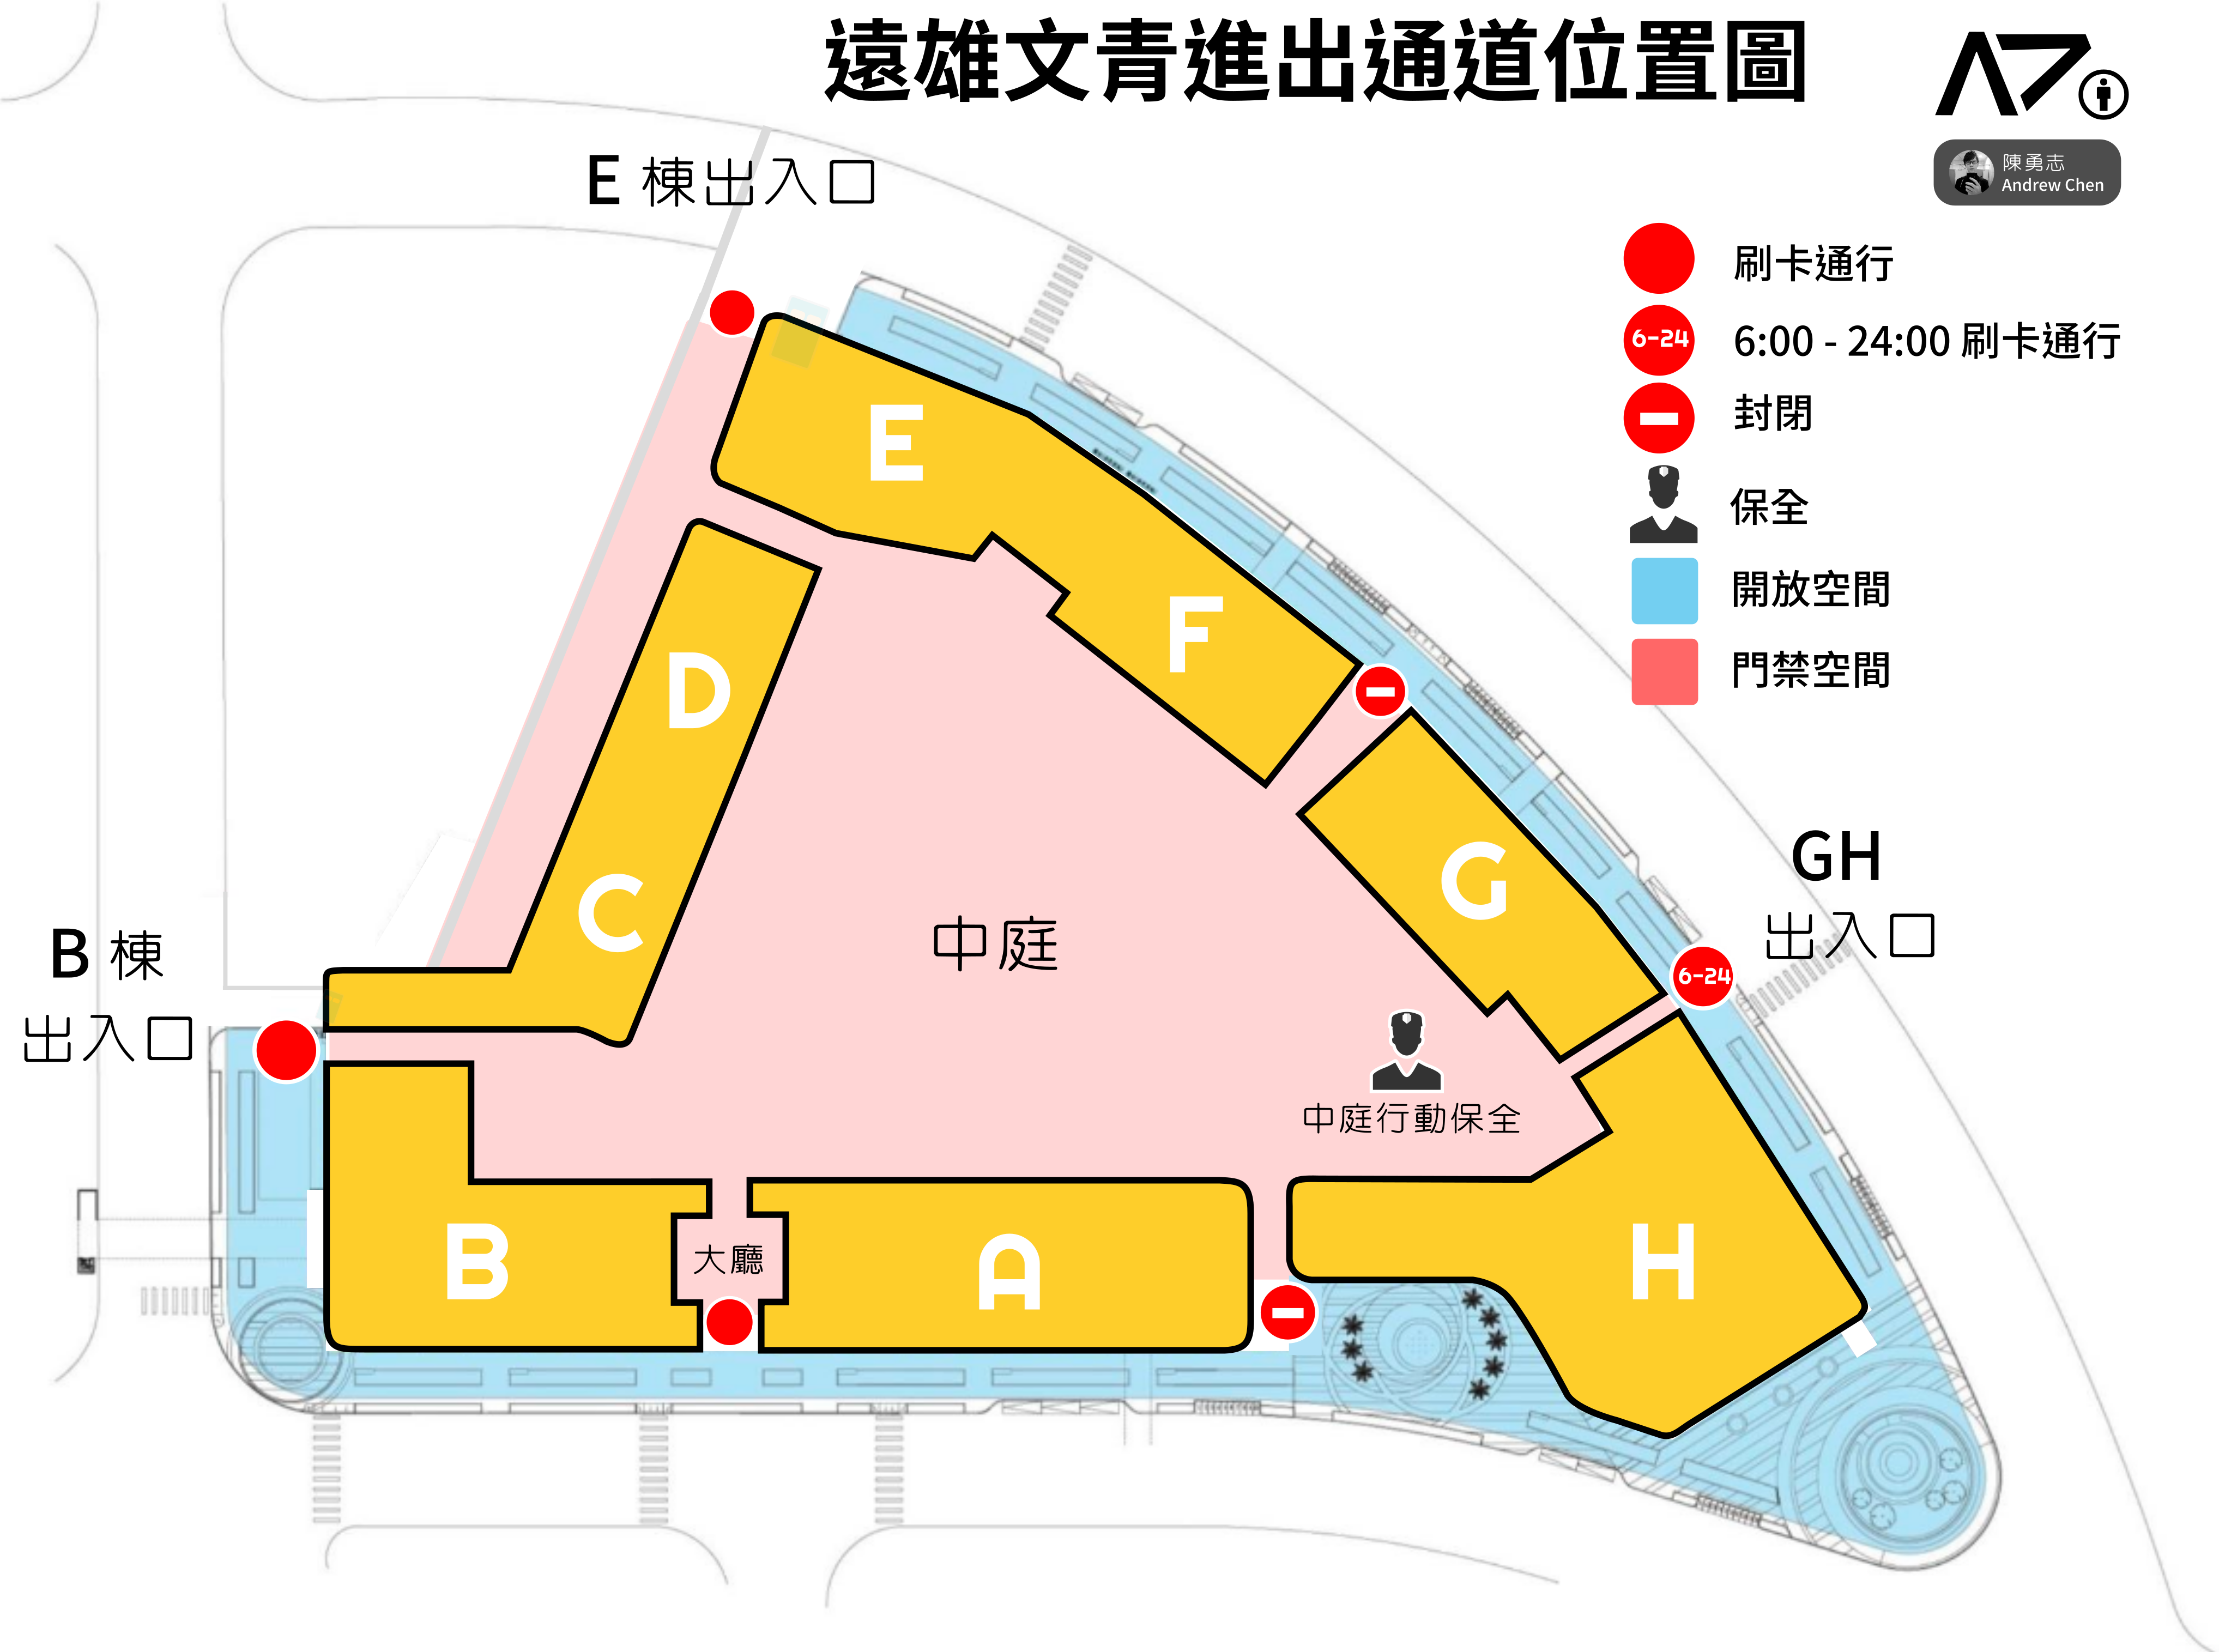 遠雄文青進出通道位置圖
A7
陳勇志
Andrew Chen
E 棟出入口
刷卡通行
6-24
6:00 - 24:00 刷卡通行
封閉
保全
開放空間
門禁空間
E
F
D
C
G
GH
出入口
6-24
中庭
B 棟
出入口
中庭行動保全
大廳
B
A
H